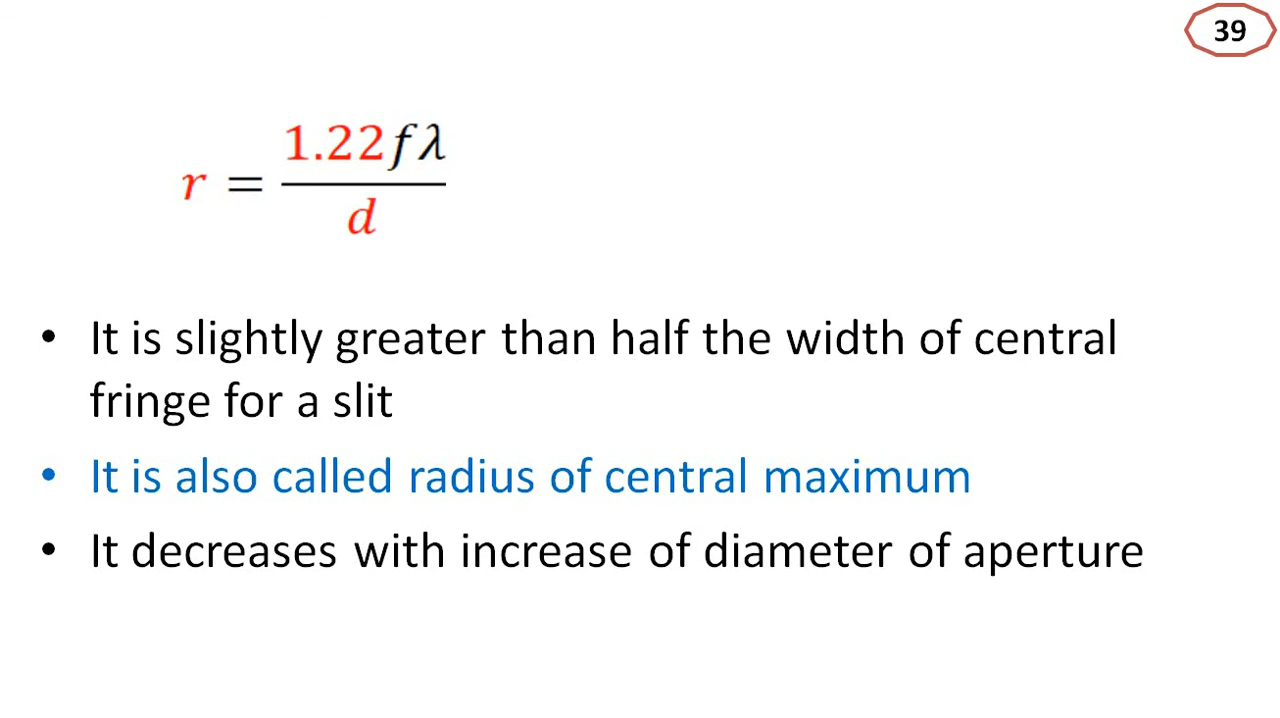 39
r = 1.22fλ / d
• It is slightly greater than half the width of central
fringe for a slit
• It is also called radius of central maximum
• It decreases with increase of diameter of aperture